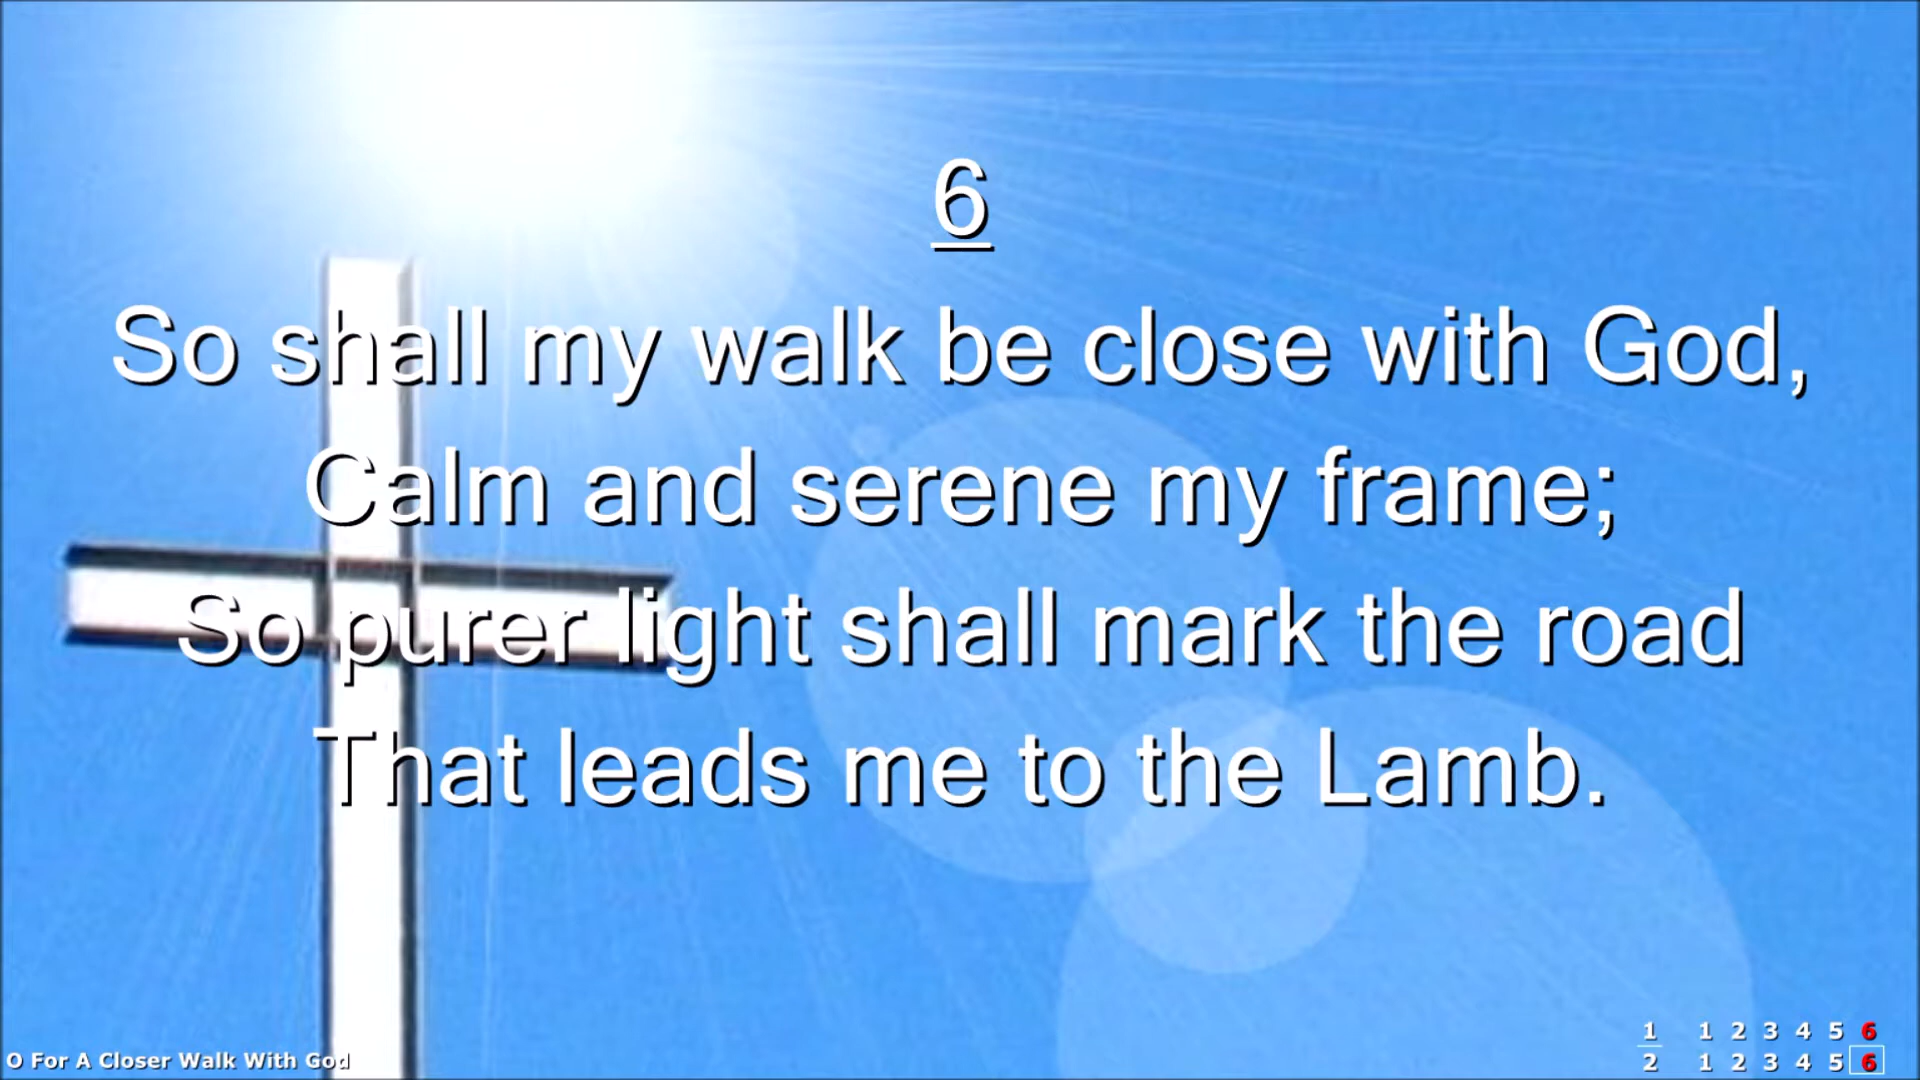 6
So shall my walk be close with God,
Calm and serene my frame;
So purer light shall mark the road
That leads me to the Lamb.
O For A Closer Walk With God
1 1 2 3 4 5 6
2 1 2 3 4 5 6